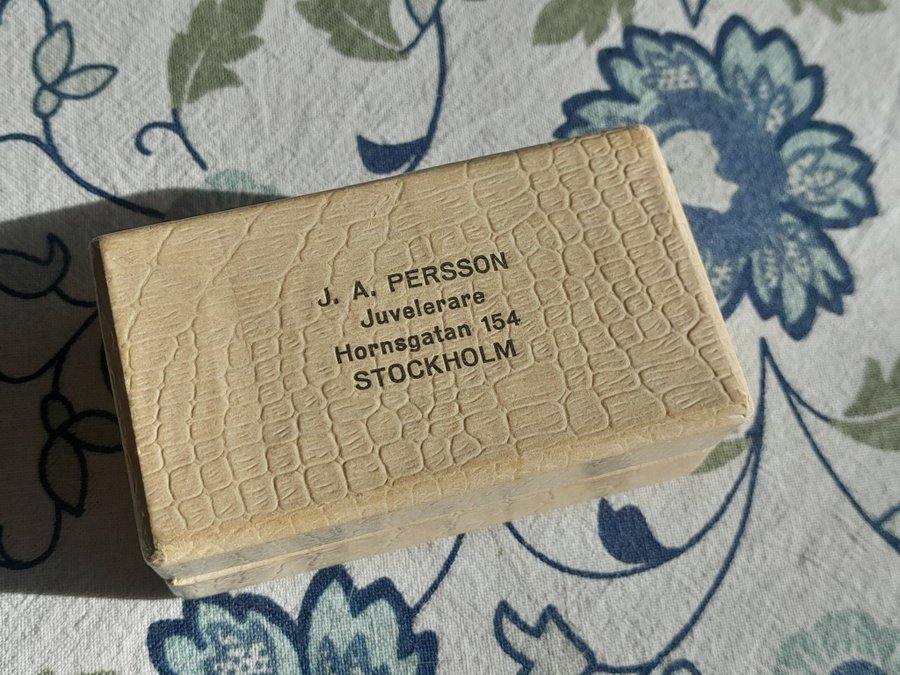 J. A. PERSSON
Juvelerare
Hornsgatan 154
STOCKHOLM